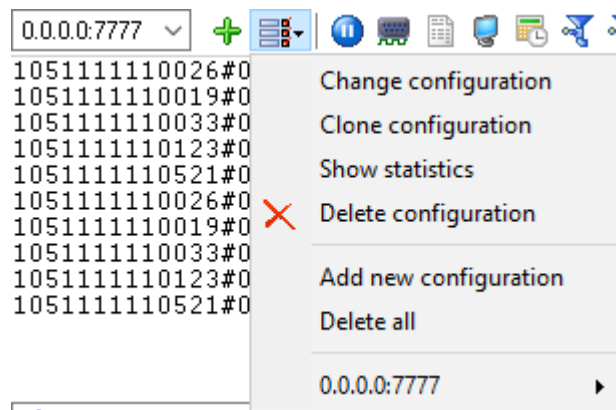 0.0.0.0:7777
1051111110026#0
1051111110019#0
1051111110033#0
1051111110123#0
1051111110521#0
1051111110026#0
1051111110019#0
1051111110033#0
1051111110123#0
1051111110521#0
Change configuration
Clone configuration
Show statistics
Delete configuration
Add new configuration
Delete all
0.0.0.0:7777